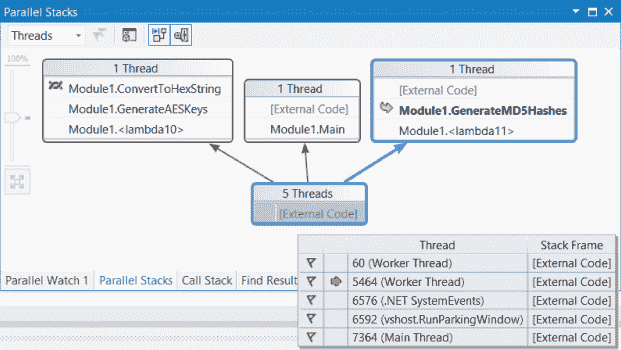 Parallel Stacks
Threads
100%
1 Thread
Module1.ConvertToHexString
Module1.GenerateAESKeys
Module1.<lambda10>
1 Thread
[External Code]
Module1.Main
1 Thread
[External Code]
Module1.GenerateMD5Hashes
Module1.<lambda11>
5 Threads
[External Code]
Parallel Watch 1 Parallel Stacks Call Stack Find Result
Thread Stack Frame
60 (Worker Thread) [External Code]
5464 (Worker Thread) [External Code]
6576 (.NET SystemEvents) [External Code]
6592 (vshost.RunParkingWindow) [External Code]
7364 (Main Thread) [External Code]